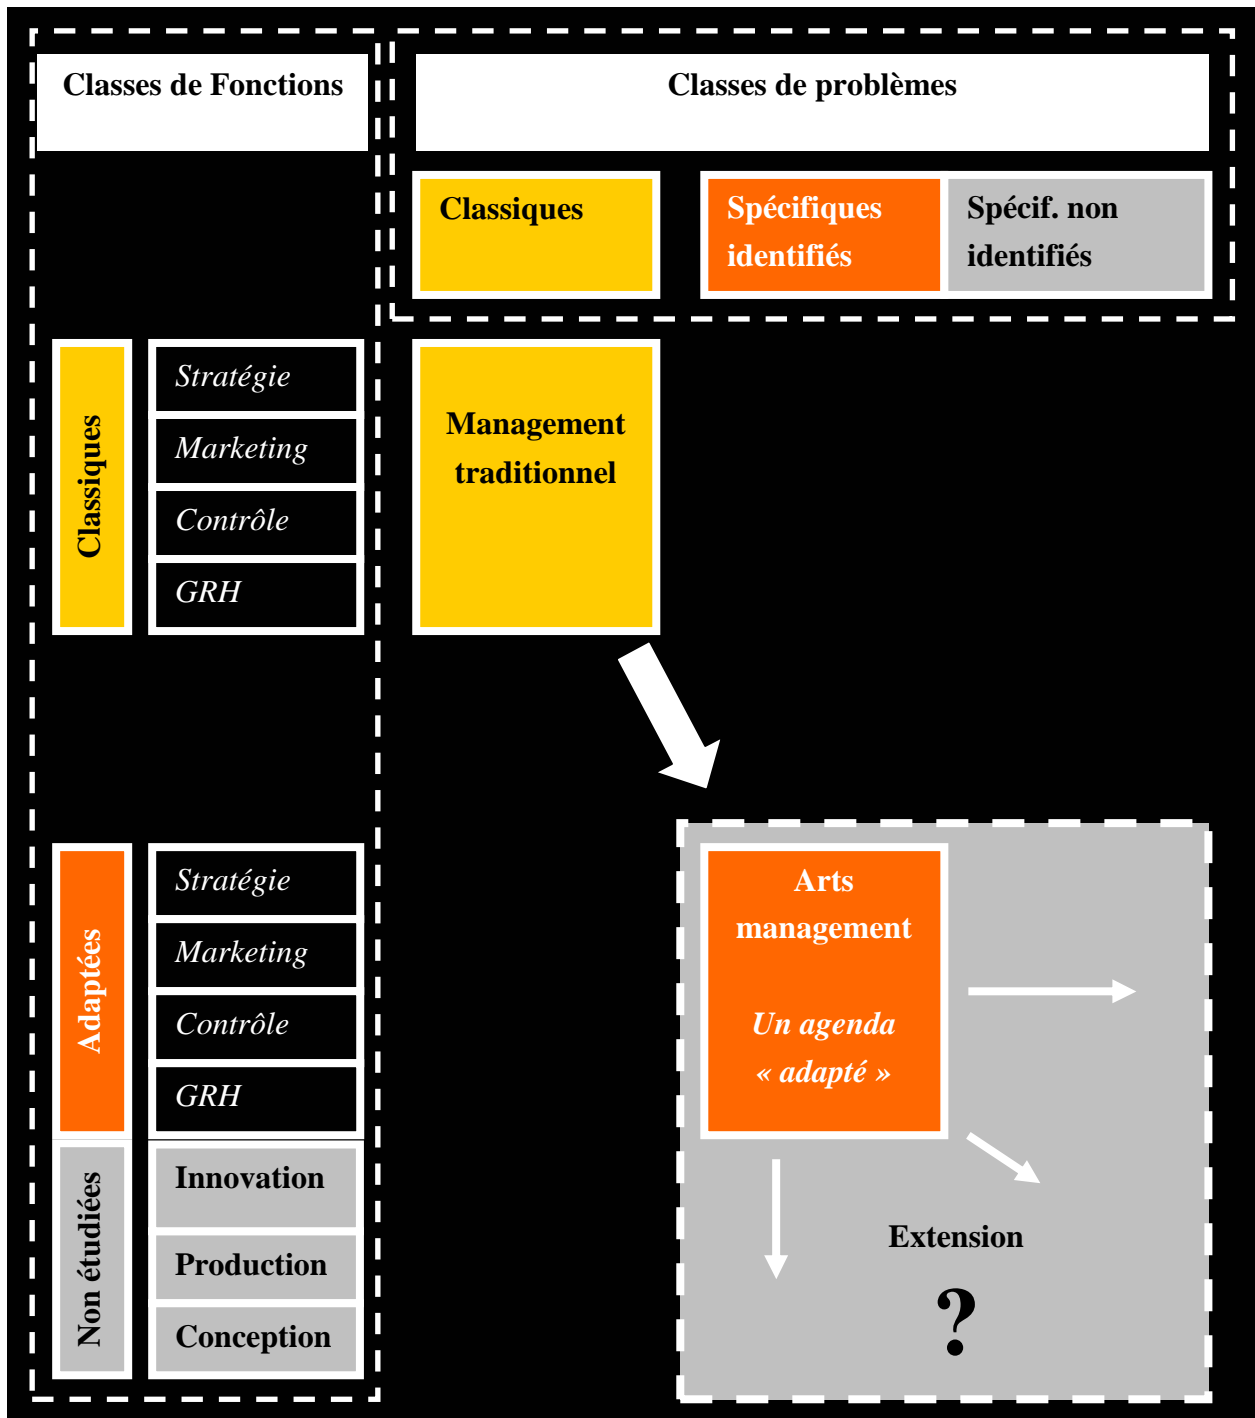 Classes de Fonctions
Classes de problèmes
Classiques
Spécifiques
identifiés
Spécif. non
identifiés
Classiques
Stratégie
Marketing
Contrôle
GRH
Management
traditionnel
Adaptées
Stratégie
Marketing
Contrôle
GRH
Arts
management
Un agenda
« adapté »
Non étudiées
Innovation
Production
Conception
Extension
?